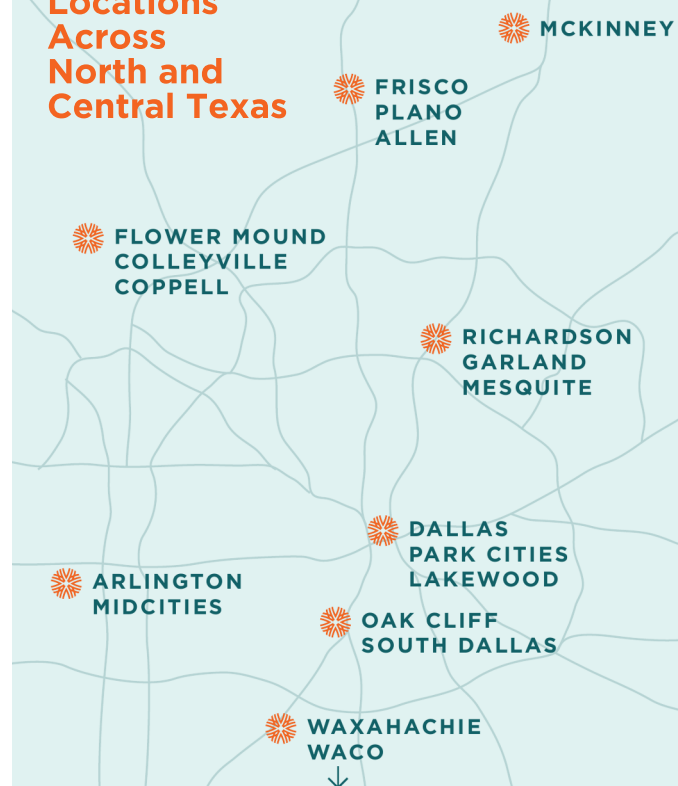 Locations
Across
North and
Central Texas
MCKINNEY
FRISCO
PLANO
ALLEN
FLOWER MOUND
COLLEYVILLE
COPPELL
RICHARDSON
GARLAND
MESQUITE
DALLAS
PARK CITIES
LAKEWOOD
ARLINGTON
MIDCITIES
OAK CLIFF
SOUTH DALLAS
WAXAHACHIE
WACO